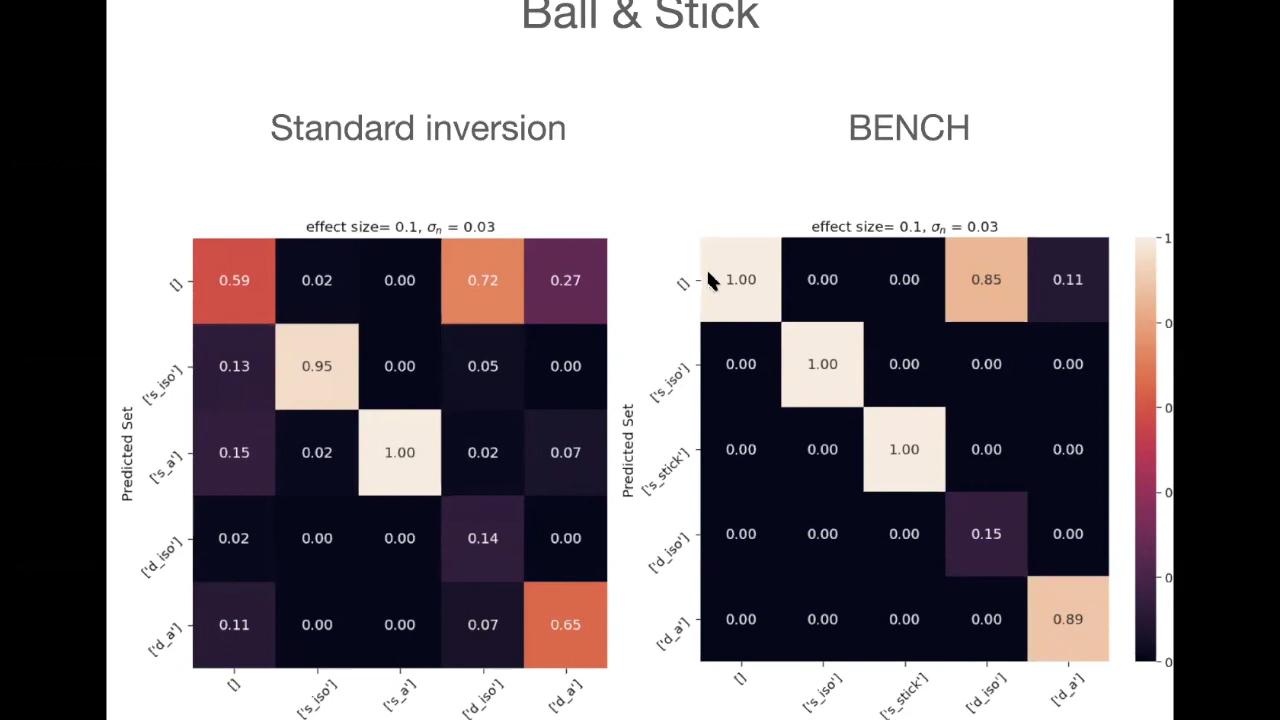 Ball & Stick
Standard inversion
BENCH
effect size= 0.1, σn = 0.03
[] 0.59 0.02 0.00 0.72 0.27
['s_iso'] 0.13 0.95 0.00 0.05 0.00
['s_a'] 0.15 0.02 1.00 0.02 0.07
['d_iso'] 0.02 0.00 0.00 0.14 0.00
['d_a'] 0.11 0.00 0.00 0.07 0.65
Predicted Set
[] ['s_iso'] ['s_a'] ['d_iso'] ['d_a']
effect size= 0.1, σn = 0.03
[] 1.00 0.00 0.00 0.85 0.11
['s_iso'] 0.00 1.00 0.00 0.00 0.00
['s_stick'] 0.00 0.00 1.00 0.00 0.00
['d_iso'] 0.00 0.00 0.00 0.15 0.00
['d_a'] 0.00 0.00 0.00 0.00 0.89
Predicted Set
[] ['s_iso'] ['s_stick'] ['d_iso'] ['d_a']
1
0
0
0
0
0